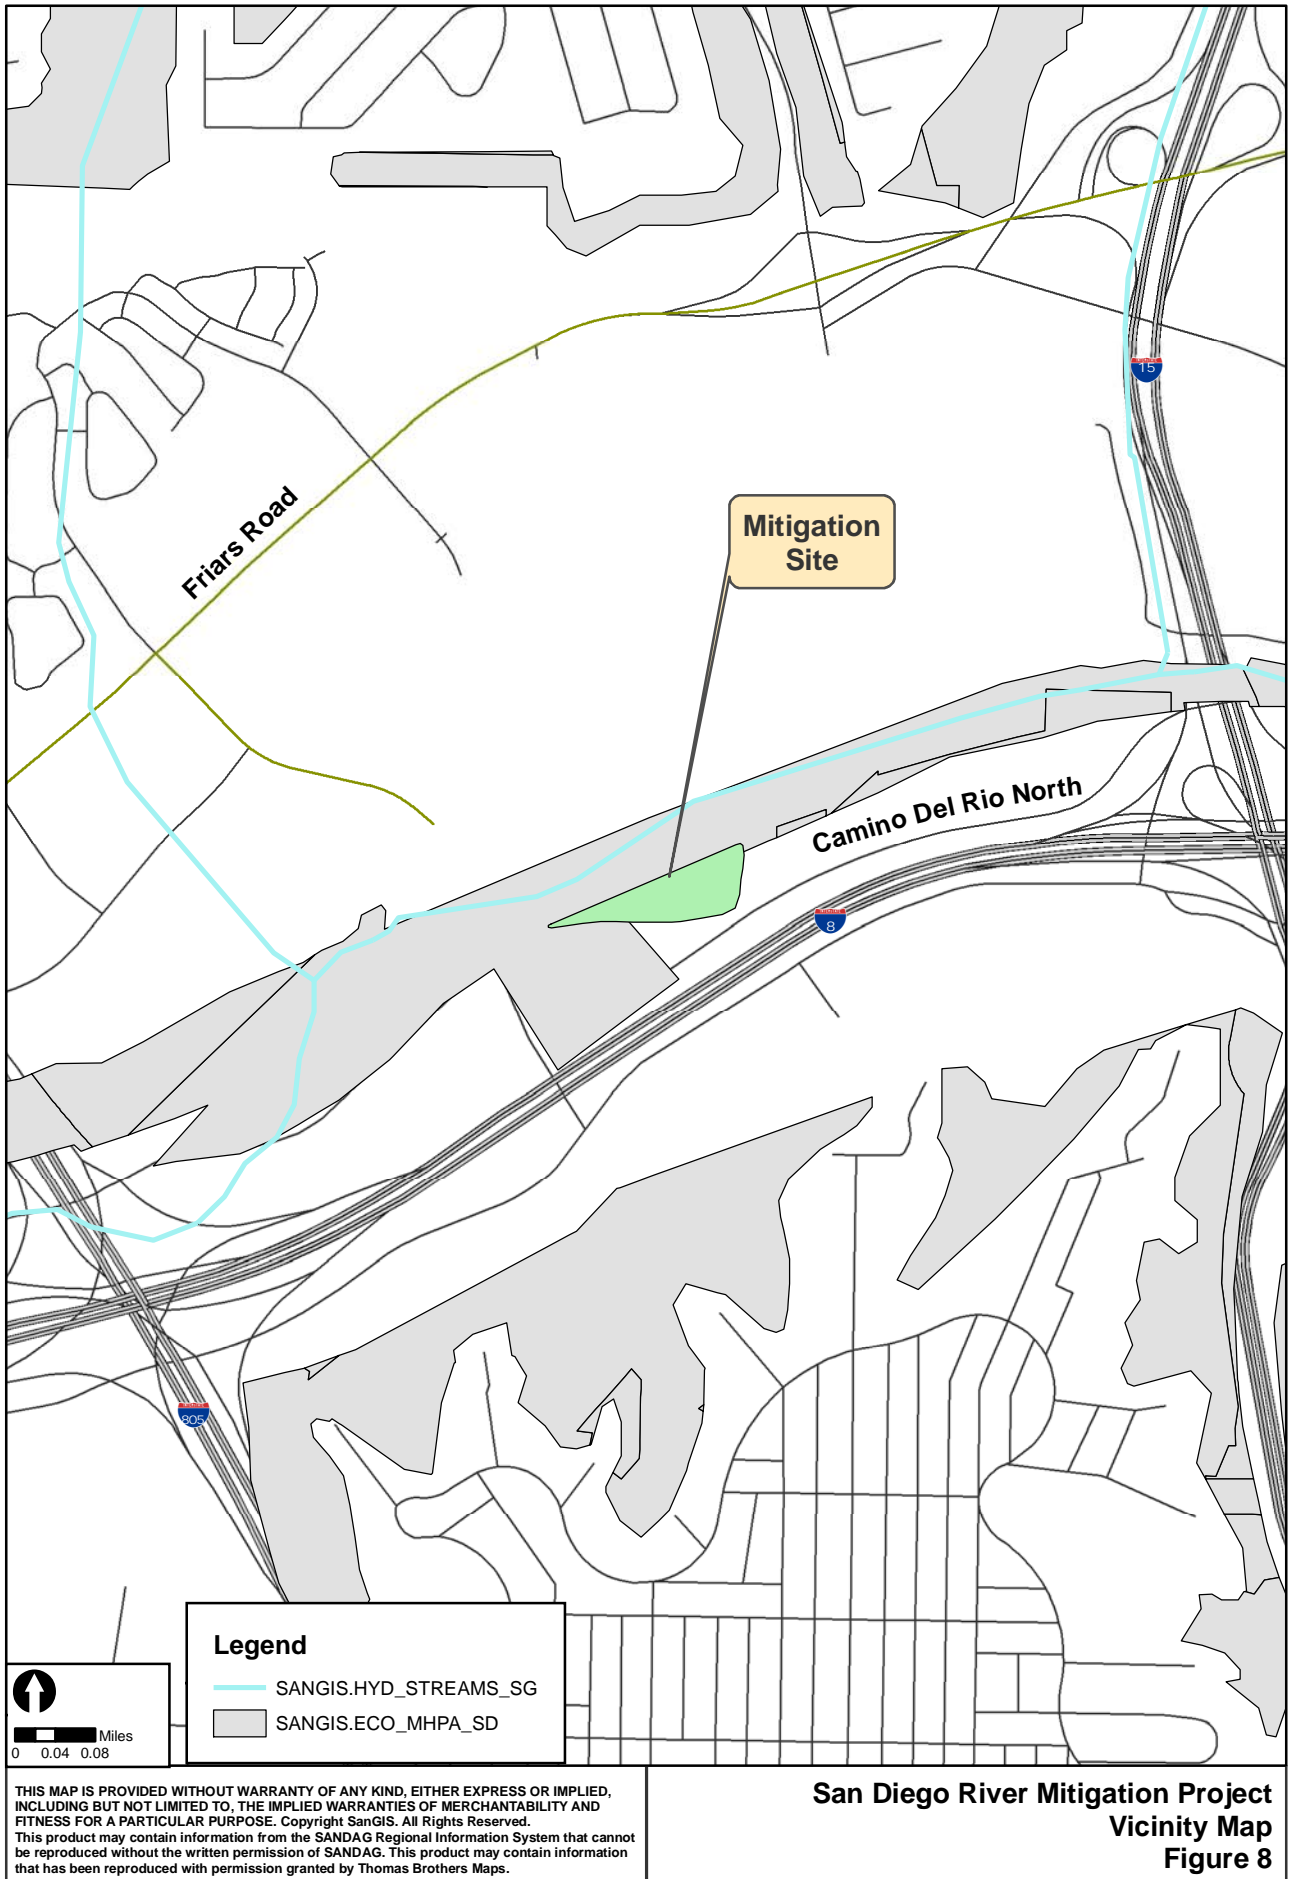 15
Friars Road
Mitigation
Site
Camino Del Rio North
8
805
Legend
SANGIS.HYD_STREAMS_SG
SANGIS.ECO_MHPA_SD
Miles
0 0.04 0.08
THIS MAP IS PROVIDED WITHOUT WARRANTY OF ANY KIND, EITHER EXPRESS OR IMPLIED,
INCLUDING BUT NOT LIMITED TO, THE IMPLIED WARRANTIES OF MERCHANTABILITY AND
FITNESS FOR A PARTICULAR PURPOSE. Copyright SanGIS. All Rights Reserved.
This product may contain information from the SANDAG Regional Information System that cannot
be reproduced without the written permission of SANDAG. This product may contain information
that has been reproduced with permission granted by Thomas Brothers Maps.
San Diego River Mitigation Project
Vicinity Map
Figure 8